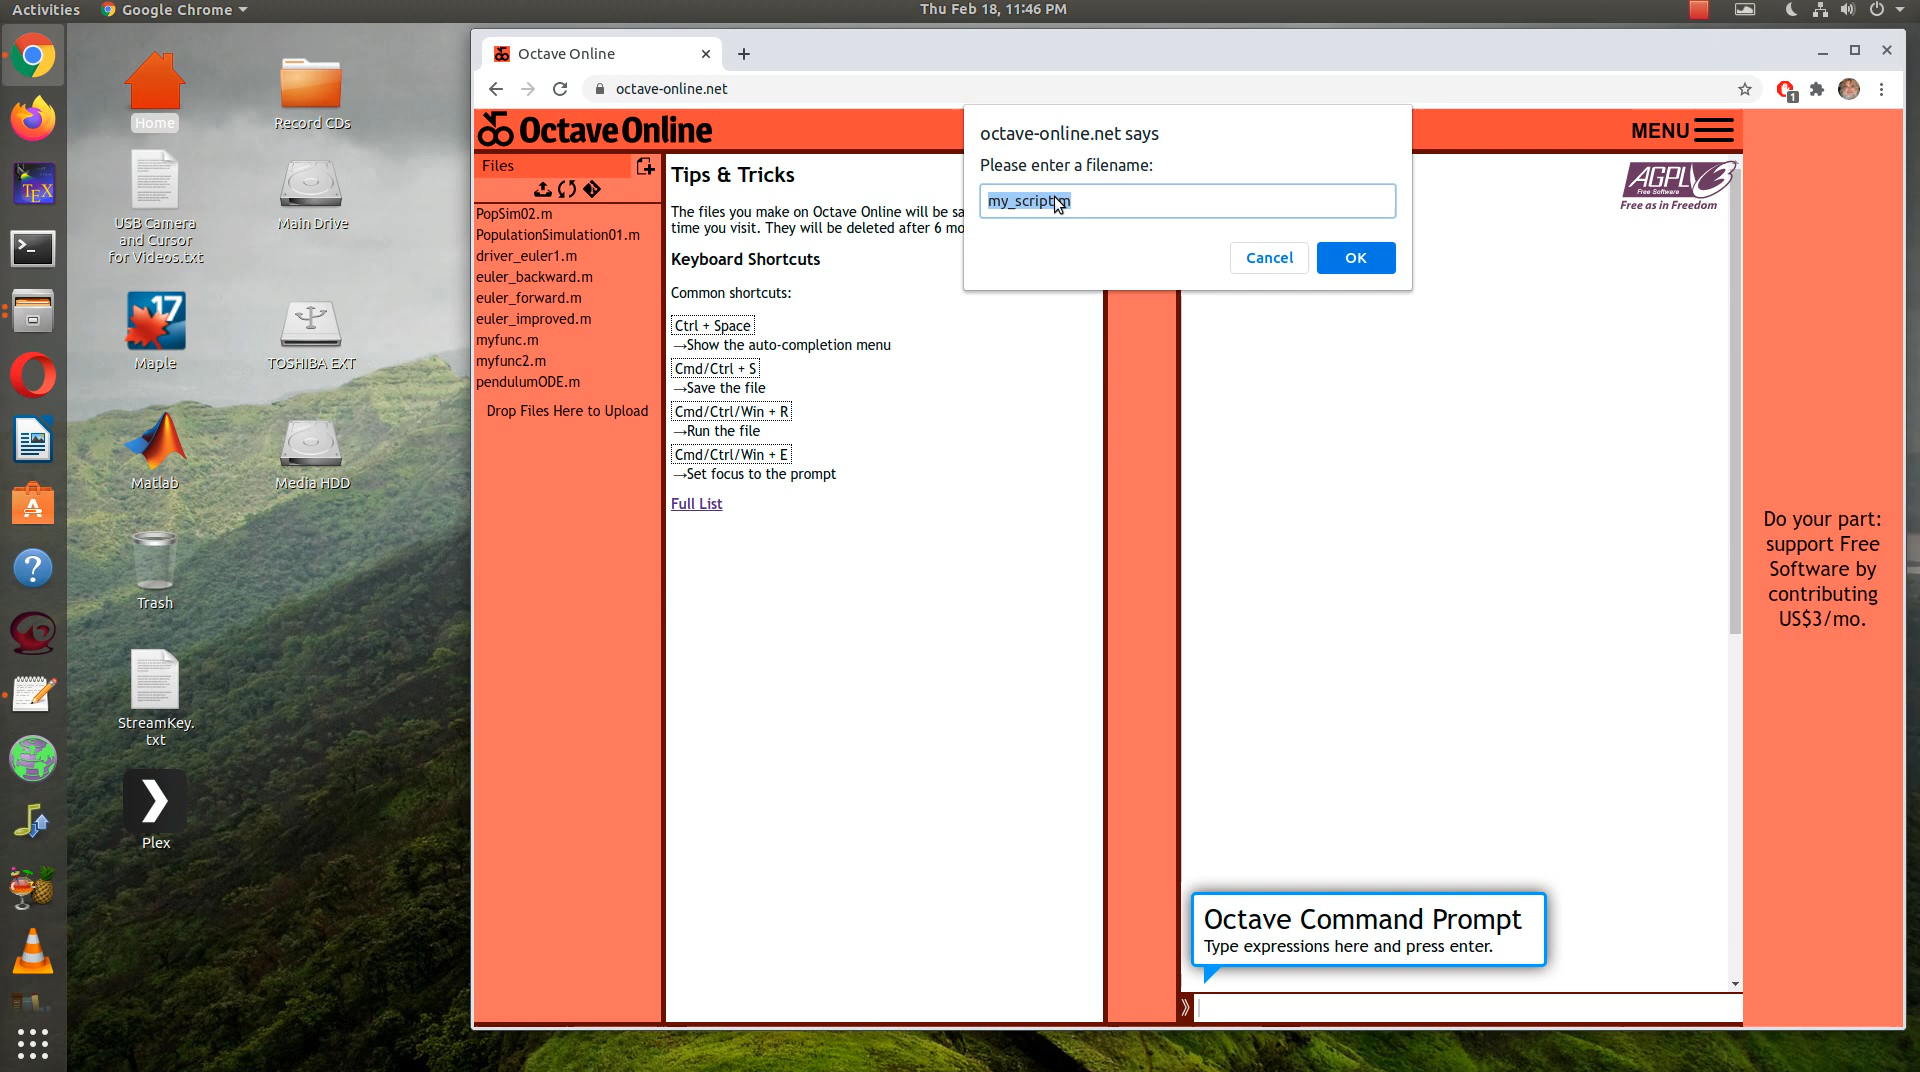 Activities
Google Chrome
Thu Feb 18, 11:46 PM
Home
Record CDs
USB Camera
and Cursor
for Videos.txt
Main Drive
TEX
17
Maple
TOSHIBA EXT
Matlab
Media HDD
Trash
StreamKey.
txt
Plex
Octave Online
octave-online.net
1
Octave Online
MENU
octave-online.net says
Please enter a filename:
my_script.m
Cancel
OK
Files
PopSim02.m
PopulationSimulation01.m
driver_euler1.m
euler_backward.m
euler_forward.m
euler_improved.m
myfunc.m
myfunc2.m
pendulumODE.m
Drop Files Here to Upload
Tips & Tricks
The files you make on Octave Online will be sa
time you visit. They will be deleted after 6 mo
Keyboard Shortcuts
Common shortcuts:
Ctrl + Space
→Show the auto-completion menu
Cmd/Ctrl + S
→Save the file
Cmd/Ctrl/Win + R
→Run the file
Cmd/Ctrl/Win + E
→Set focus to the prompt
Full List
AGPLv3
Free Software
Free as in Freedom
Do your part:
support Free
Software by
contributing
US$3/mo.
Octave Command Prompt
Type expressions here and press enter.